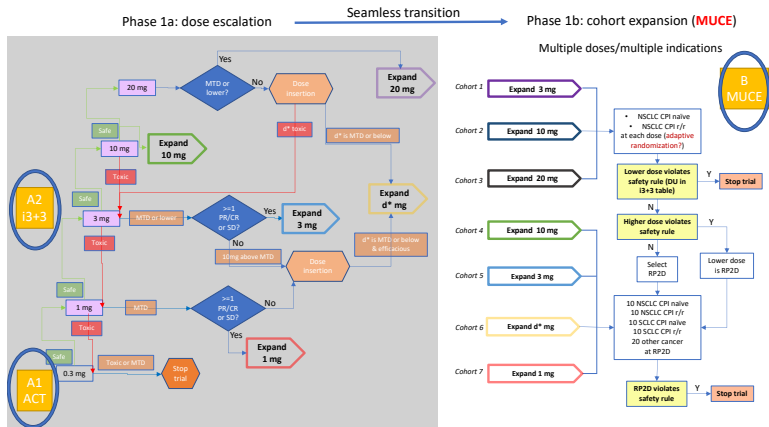 Phase 1a: dose escalation
Seamless transition
Phase 1b: cohort expansion (MUCE)
Multiple doses/multiple indications
Yes
20 mg
MTD or
lower?
No
Dose
insertion
Expand
20 mg
Safe
d* toxic
d* is MTD or below
10 mg
Expand
10 mg
Toxic
A2
i3+3
Safe
3 mg
MTD or lower
>=1
PR/CR
or SD?
Yes
Expand
3 mg
Expand
d* mg
Toxic
No
10mg above MTD
Dose
insertion
d* is MTD or below
& efficacious
Safe
1 mg
MTD
>=1
PR/CR
or SD?
No
Toxic
Yes
Expand
1 mg
Safe
A1
ACT
0.3 mg
Toxic or MTD
Stop
trial
B
MUCE
Cohort 1
Expand 3 mg
Cohort 2
Expand 10 mg
Cohort 3
Expand 20 mg
Cohort 4
Expand 10 mg
Cohort 5
Expand 3 mg
Cohort 6
Expand d* mg
Cohort 7
Expand 1 mg
• NSCLC CPI naïve
• NSCLC CPI r/r
at each dose (adaptive
randomization?)
Lower dose violates
safety rule (DU in
i3+3 table)
Y
Stop trial
N
Higher dose violates
safety rule
Y
N
Select
RP2D
Lower dose
is RP2D
10 NSCLC CPI naïve
10 NSCLC CPI r/r
10 SCLC CPI naïve
10 SCLC CPI r/r
20 other cancer
at RP2D
RP2D violates
safety rule
Y
Stop trial